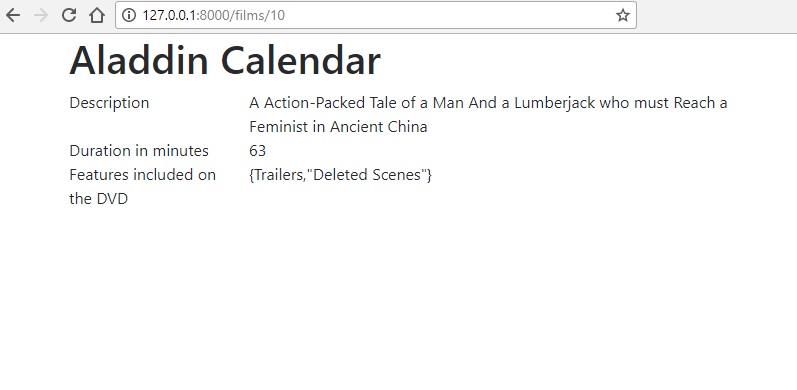 127.0.0.1:8000/films/10
Aladdin Calendar
Description A Action-Packed Tale of a Man And a Lumberjack who must Reach a
Feminist in Ancient China
Duration in minutes 63
Features included on {Trailers,"Deleted Scenes"}
the DVD